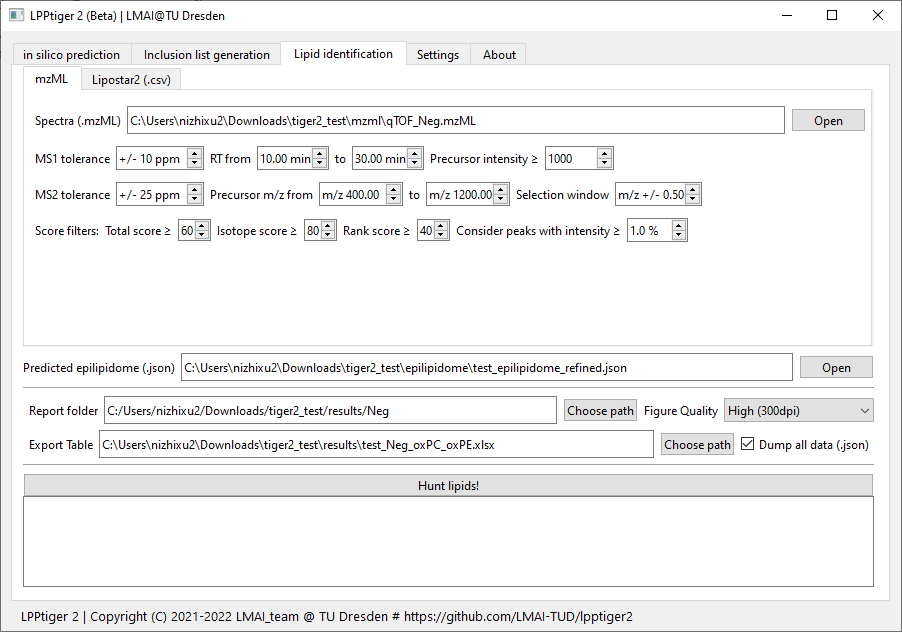 LPPtiger 2 (Beta) | LMAI@TU Dresden
in silico prediction Inclusion list generation Lipid identification Settings About
mzML Lipostar2 (.csv)
Spectra (.mzML) C:\Users\nizhixu2\Downloads\tiger2_test\mzml\qTOF_Neg.mzML Open
MS1 tolerance +/- 10 ppm RT from 10.00 min to 30.00 min Precursor intensity ≥ 1000
MS2 tolerance +/- 25 ppm Precursor m/z from m/z 400.00 to m/z 1200.00 Selection window m/z +/- 0.50
Score filters: Total score ≥ 60 Isotope score ≥ 80 Rank score ≥ 40 Consider peaks with intensity ≥ 1.0 %
Predicted epilipidome (.json) C:\Users\nizhixu2\Downloads\tiger2_test\epilipidome\test_epilipidome_refined.json Open
Report folder C:/Users/nizhixu2/Downloads/tiger2_test/results/Neg Choose path Figure Quality High (300dpi)
Export Table C:\Users\nizhixu2\Downloads\tiger2_test\results\test_Neg_oxPC_oxPE.xlsx Choose path Dump all data (.json)
Hunt lipids!
LPPtiger 2 | Copyright (C) 2021-2022 LMAI_team @ TU Dresden # https://github.com/LMAI-TUD/lpptiger2